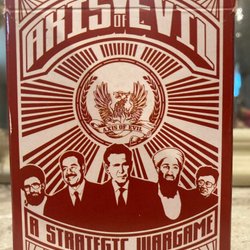 AXIS OF EVIL
AXIS OF EVIL
A STRATEGIC WARGAME